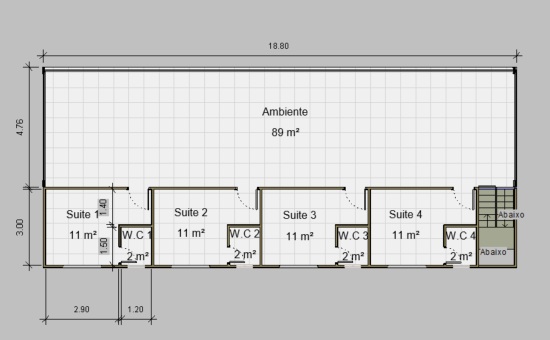 18.80
Ambiente
89 m²
4.76
3.00
1.40
1.50
Suite 1
11 m²
W.C 1
2 m²
Suite 2
11 m²
W.C 2
2 m²
Suite 3
11 m²
W.C 3
2 m²
Suite 4
11 m²
W.C 4
2 m²
Abaixo
Abaixo
2.90
1.20